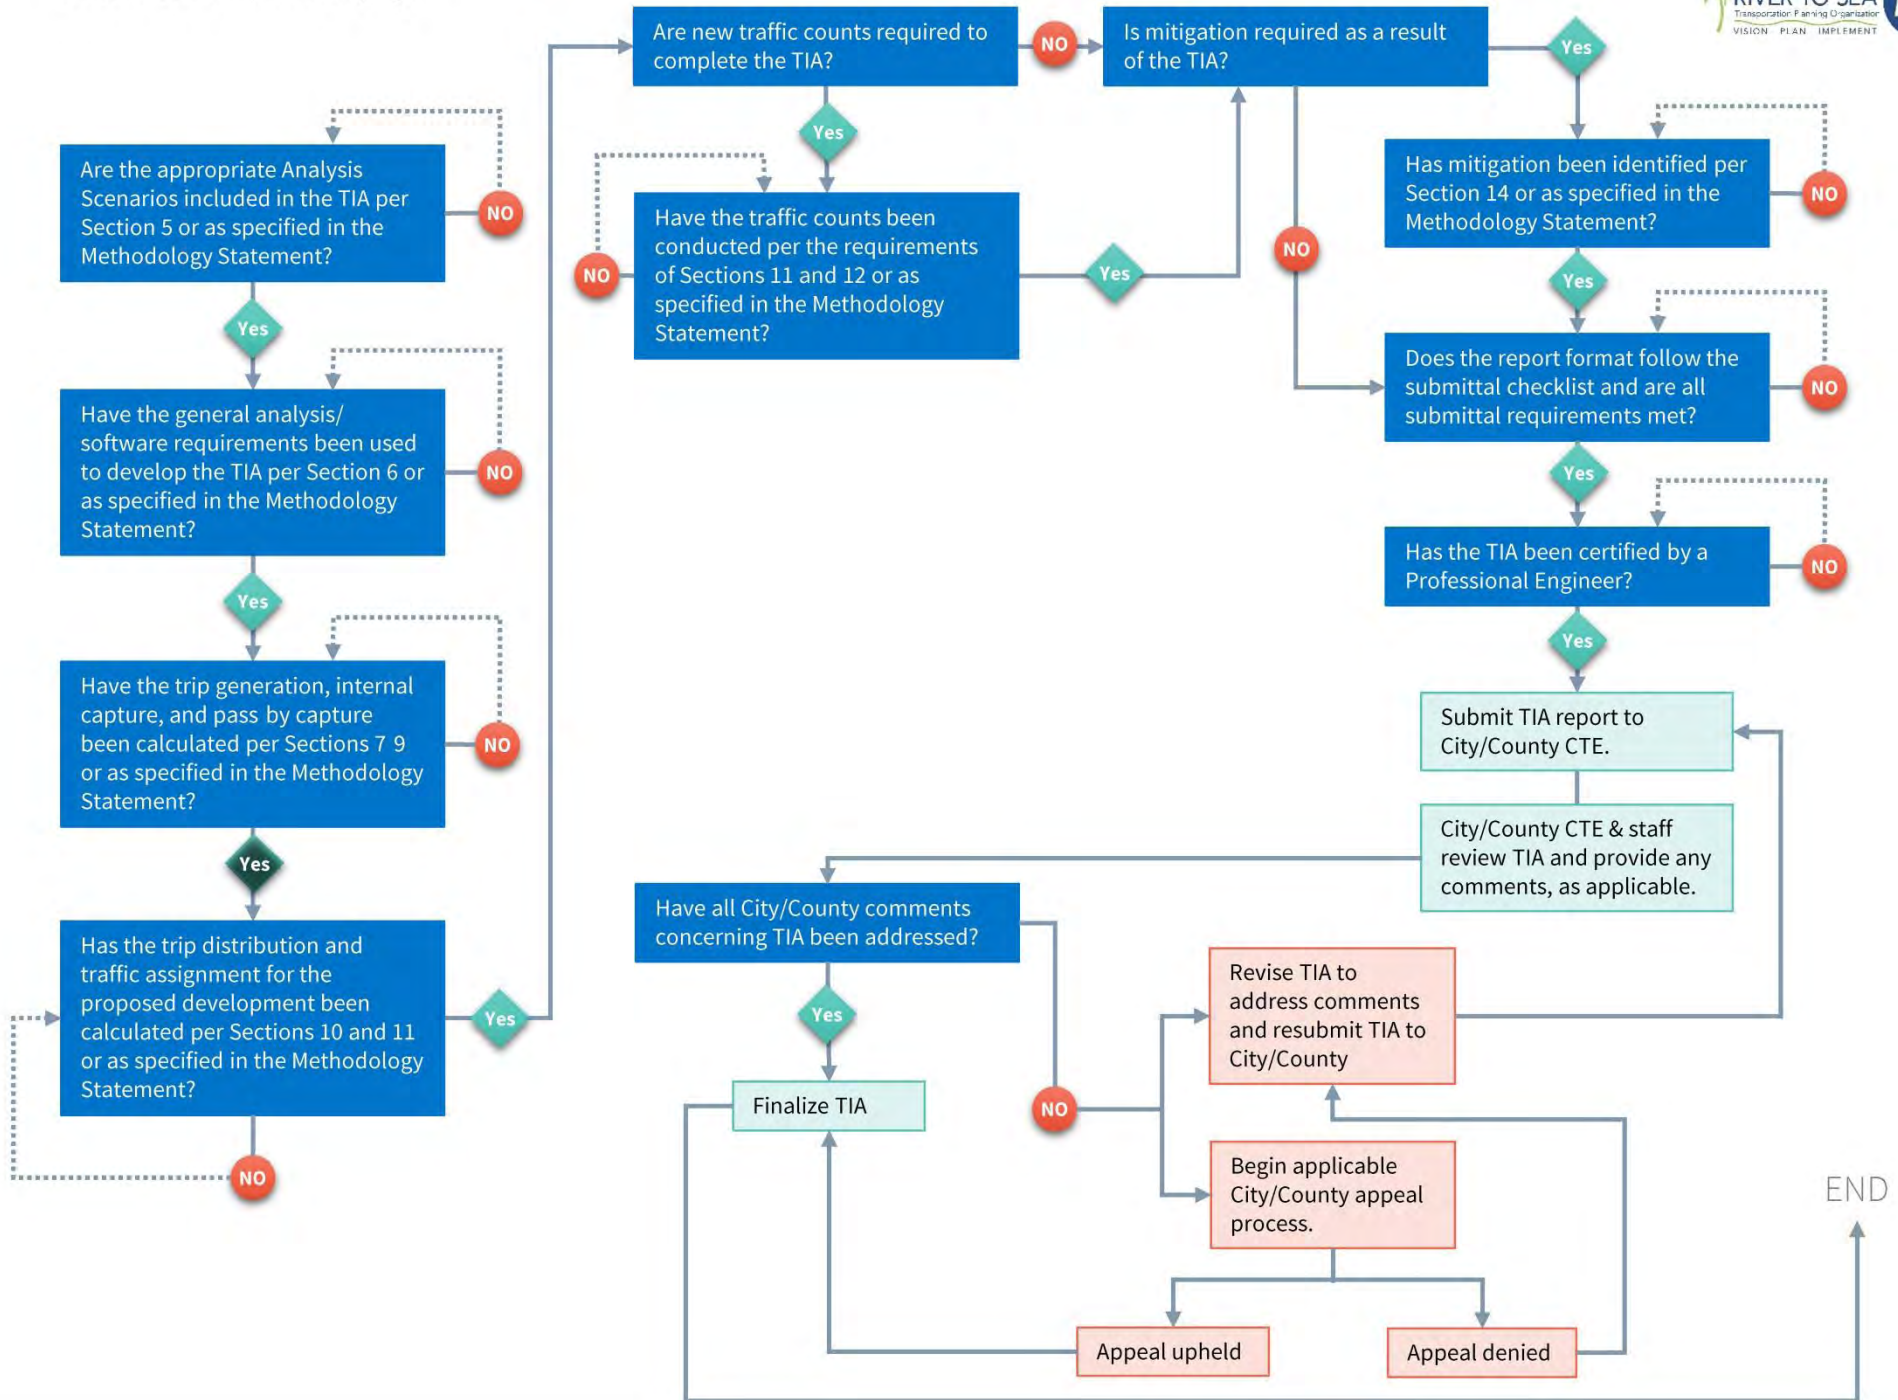 RIVER TO SEA
Transportation Planning Organization
VISION PLAN IMPLEMENT
Are the appropriate Analysis
Scenarios included in the TIA per
Section 5 or as specified in the
Methodology Statement?
NO
Yes
Have the general analysis/
software requirements been used
to develop the TIA per Section 6 or
as specified in the Methodology
Statement?
NO
Yes
Have the trip generation, internal
capture, and pass by capture
been calculated per Sections 7 9
or as specified in the Methodology
Statement?
NO
Yes
Has the trip distribution and
traffic assignment for the
proposed development been
calculated per Sections 10 and 11
or as specified in the Methodology
Statement?
NO
Yes
Are new traffic counts required to
complete the TIA?
NO
Yes
Have the traffic counts been
conducted per the requirements
of Sections 11 and 12 or as
specified in the Methodology
Statement?
NO
Yes
Is mitigation required as a result
of the TIA?
NO
Yes
Has mitigation been identified per
Section 14 or as specified in the
Methodology Statement?
NO
Yes
Does the report format follow the
submittal checklist and are all
submittal requirements met?
NO
Yes
Has the TIA been certified by a
Professional Engineer?
NO
Yes
Submit TIA report to
City/County CTE.
City/County CTE & staff
review TIA and provide any
comments, as applicable.
Have all City/County comments
concerning TIA been addressed?
Yes
NO
Finalize TIA
Revise TIA to
address comments
and resubmit TIA to
City/County
Begin applicable
City/County appeal
process.
Appeal upheld
Appeal denied
END